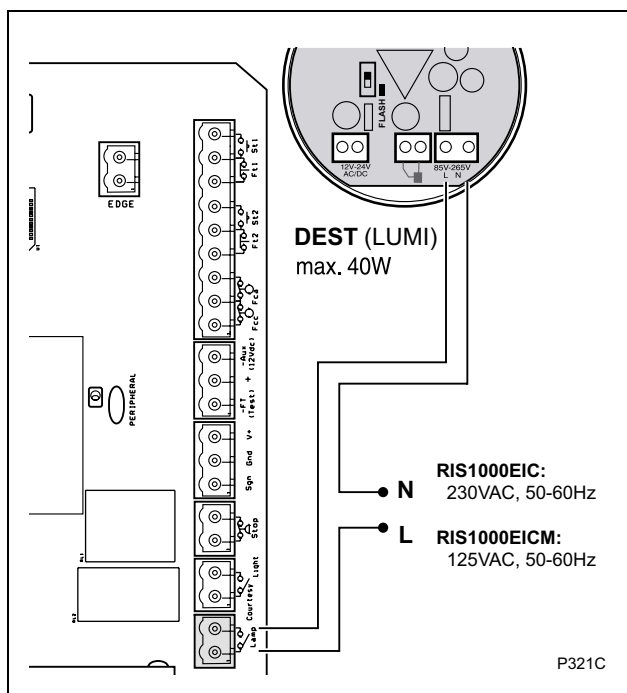 FLASH
12V-24V
AC/DC
85V-265V
L N
DEST (LUMI)
max. 40W
EDGE
St1
Ft1
St2
Ft2
Fca
Fcc
-Aux
(12Vdc)
+
-FT
(Test)
V+
Gnd
Sgn
Stop
Light
Courtesy
Lamp
PERIPHERAL
RL1
RL2
N
RIS1000EIC:
230VAC, 50-60Hz
L
RIS1000EICM:
125VAC, 50-60Hz
P321C